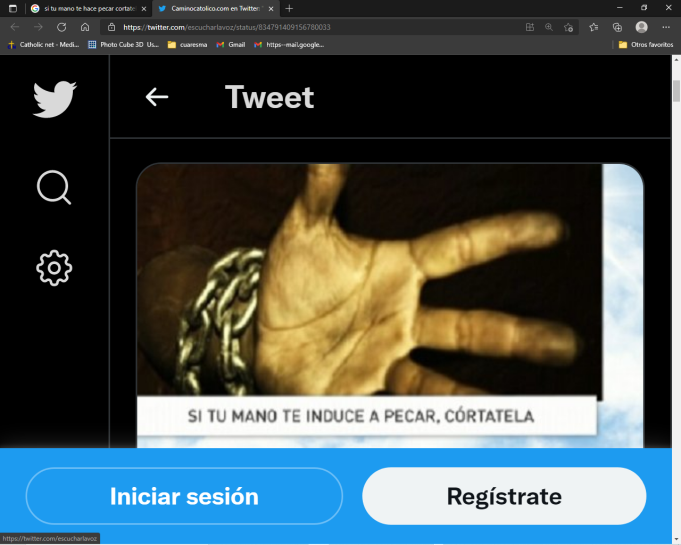 si tu mano te hace pecar cortate
Caminocatolico.com en Twitter:
https://twitter.com/escucharlavoz/status/834791409156780033
Catholic net - Medi...
Photo Cube 3D Us...
cuaresma
Gmail
https--mail.google...
Otros favoritos
Tweet
SI TU MANO TE INDUCE A PECAR, CÓRTATELA
Iniciar sesión
Regístrate
https://twitter.com/escucharlavoz